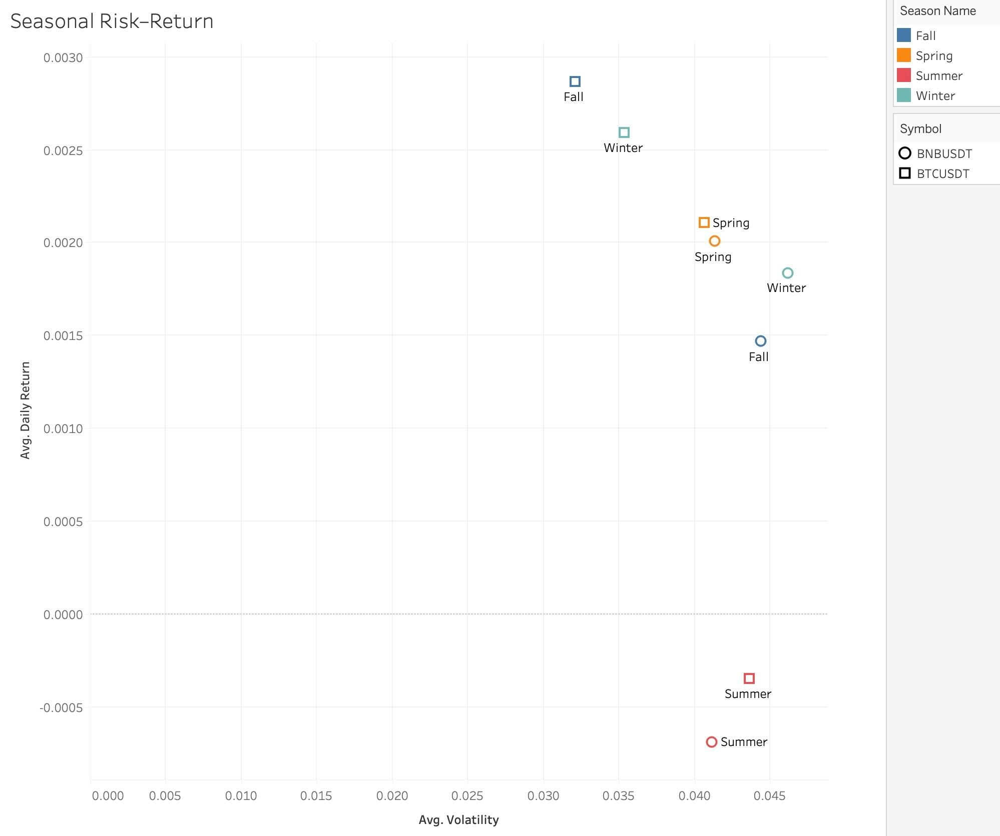 Seasonal Risk–Return
Season Name
Fall
Spring
Summer
Winter
Symbol
BNBUSDT
BTCUSDT
Avg. Daily Return
0.0030
0.0025
0.0020
0.0015
0.0010
0.0005
0.0000
-0.0005
Fall
Winter
Spring
Spring
Winter
Fall
Summer
Summer
0.000 0.005 0.010 0.015 0.020 0.025 0.030 0.035 0.040 0.045
Avg. Volatility